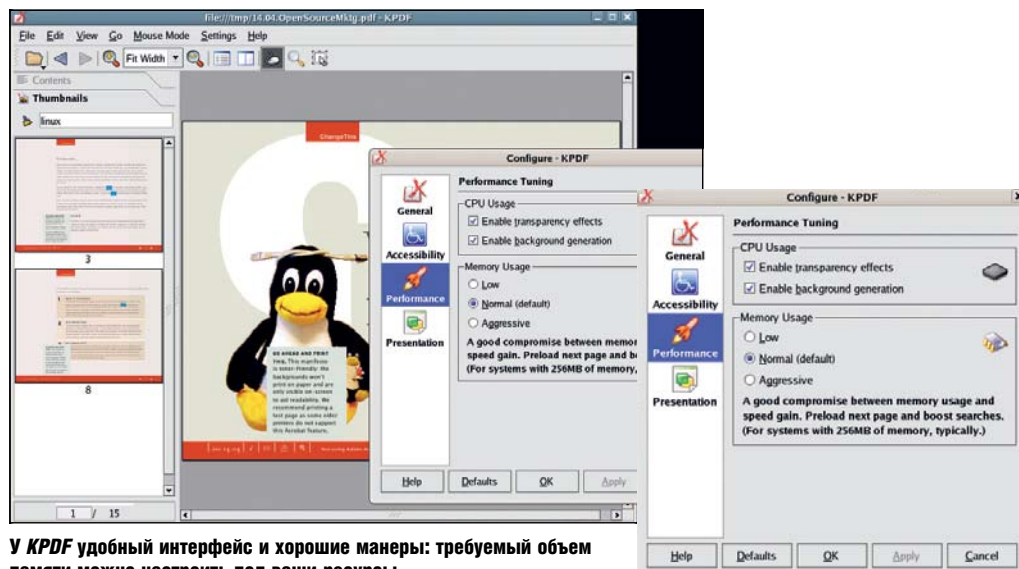 file:///tmp/14.04.OpenSourceMktg.pdf - KPDF
File Edit View Go Mouse Mode Settings Help
Fit Width
Contents
Thumbnails
linux
3
8
1 / 15
ChangeThis
GO AHEAD AND PRINT
This manifesto
is toner-friendly: the
backgrounds won't
print on paper and are
only visible on-screen
to aid readability. We
recommend printing a
test page as some older
printers do not support
this Acrobat feature.
Configure - KPDF
General
Accessibility
Performance
Presentation
Performance Tuning
CPU Usage
Enable transparency effects
Enable background generation
Memory Usage
Low
Normal (default)
Aggressive
A good compromise between
speed gain. Preload next page and
(For systems with 256MB of memory,
Help Defaults OK Apply
Configure - KPDF
General
Accessibility
Performance
Presentation
Performance Tuning
CPU Usage
Enable transparency effects
Enable background generation
Memory Usage
Low
Normal (default)
Aggressive
A good compromise between memory usage and
speed gain. Preload next page and boost searches.
(For systems with 256MB of memory, typically.)
Help Defaults OK Apply Cancel
У KPDF удобный интерфейс и хорошие манеры: требуемый объем
памяти можно настроить под ваши ресурсы